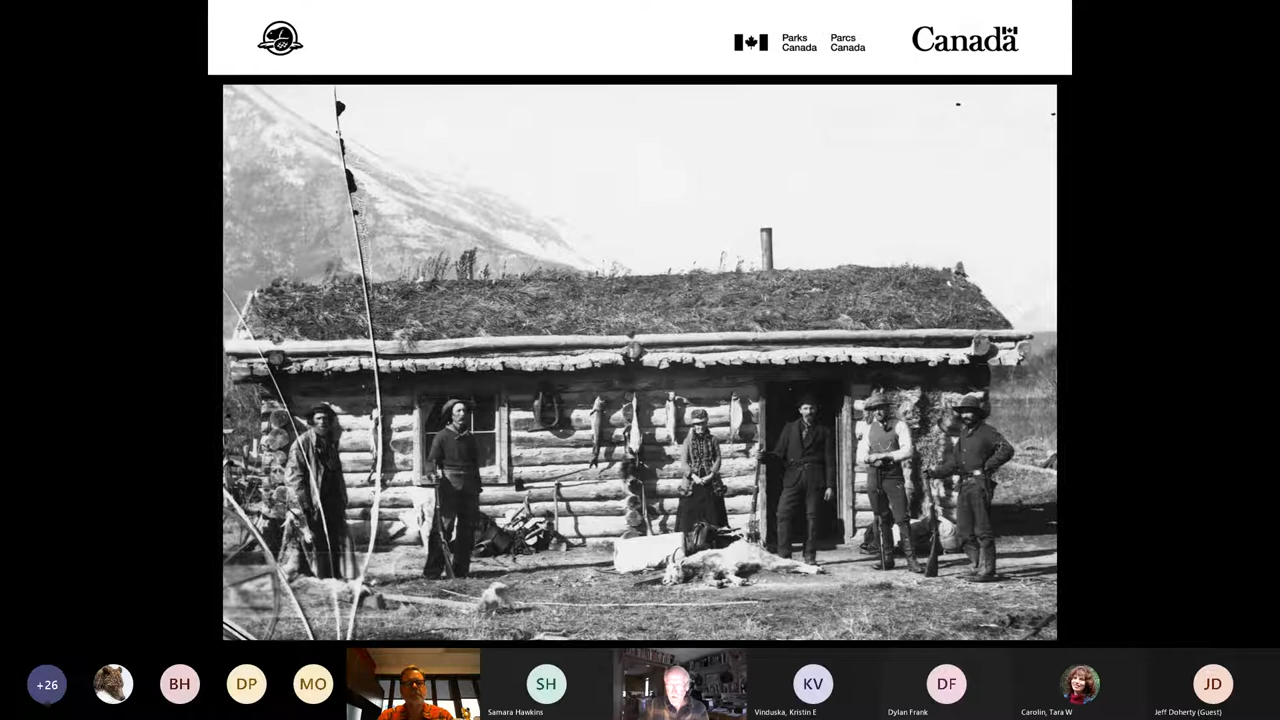 Parks Parcs
Canada Canada
Canada
+26
BH
DP
MO
SH
Samara Hawkins
KV
Vinduska, Kristin E
DF
Dylan Frank
Carolin, Tara W
JD
Jeff Doherty (Guest)